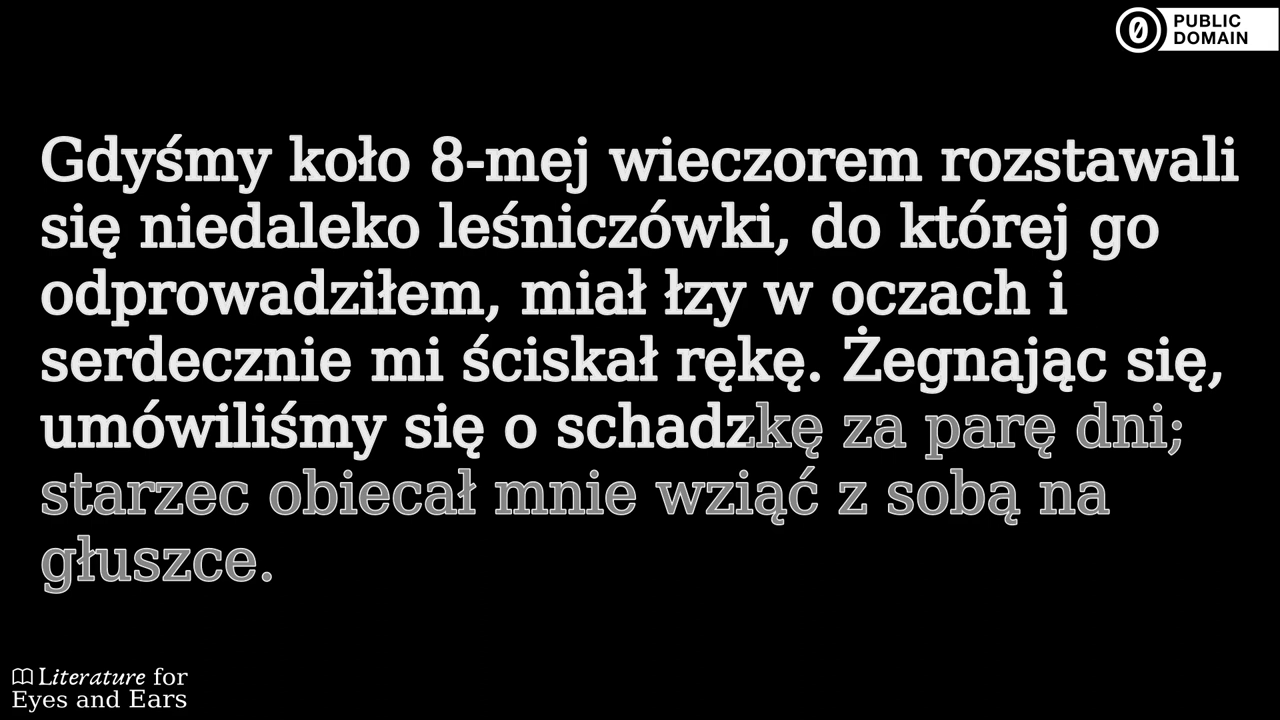 PUBLIC
DOMAIN
Gdyśmy koło 8-mej wieczorem rozstawali
się niedaleko leśniczówki, do której go
odprowadziłem, miał łzy w oczach i
serdecznie mi ściskał rękę. Żegnając się,
umówiliśmy się o schadzkę za parę dni;
starzec obiecał mnie wziąć z sobą na
głuszce.
Literature for
Eyes and Ears